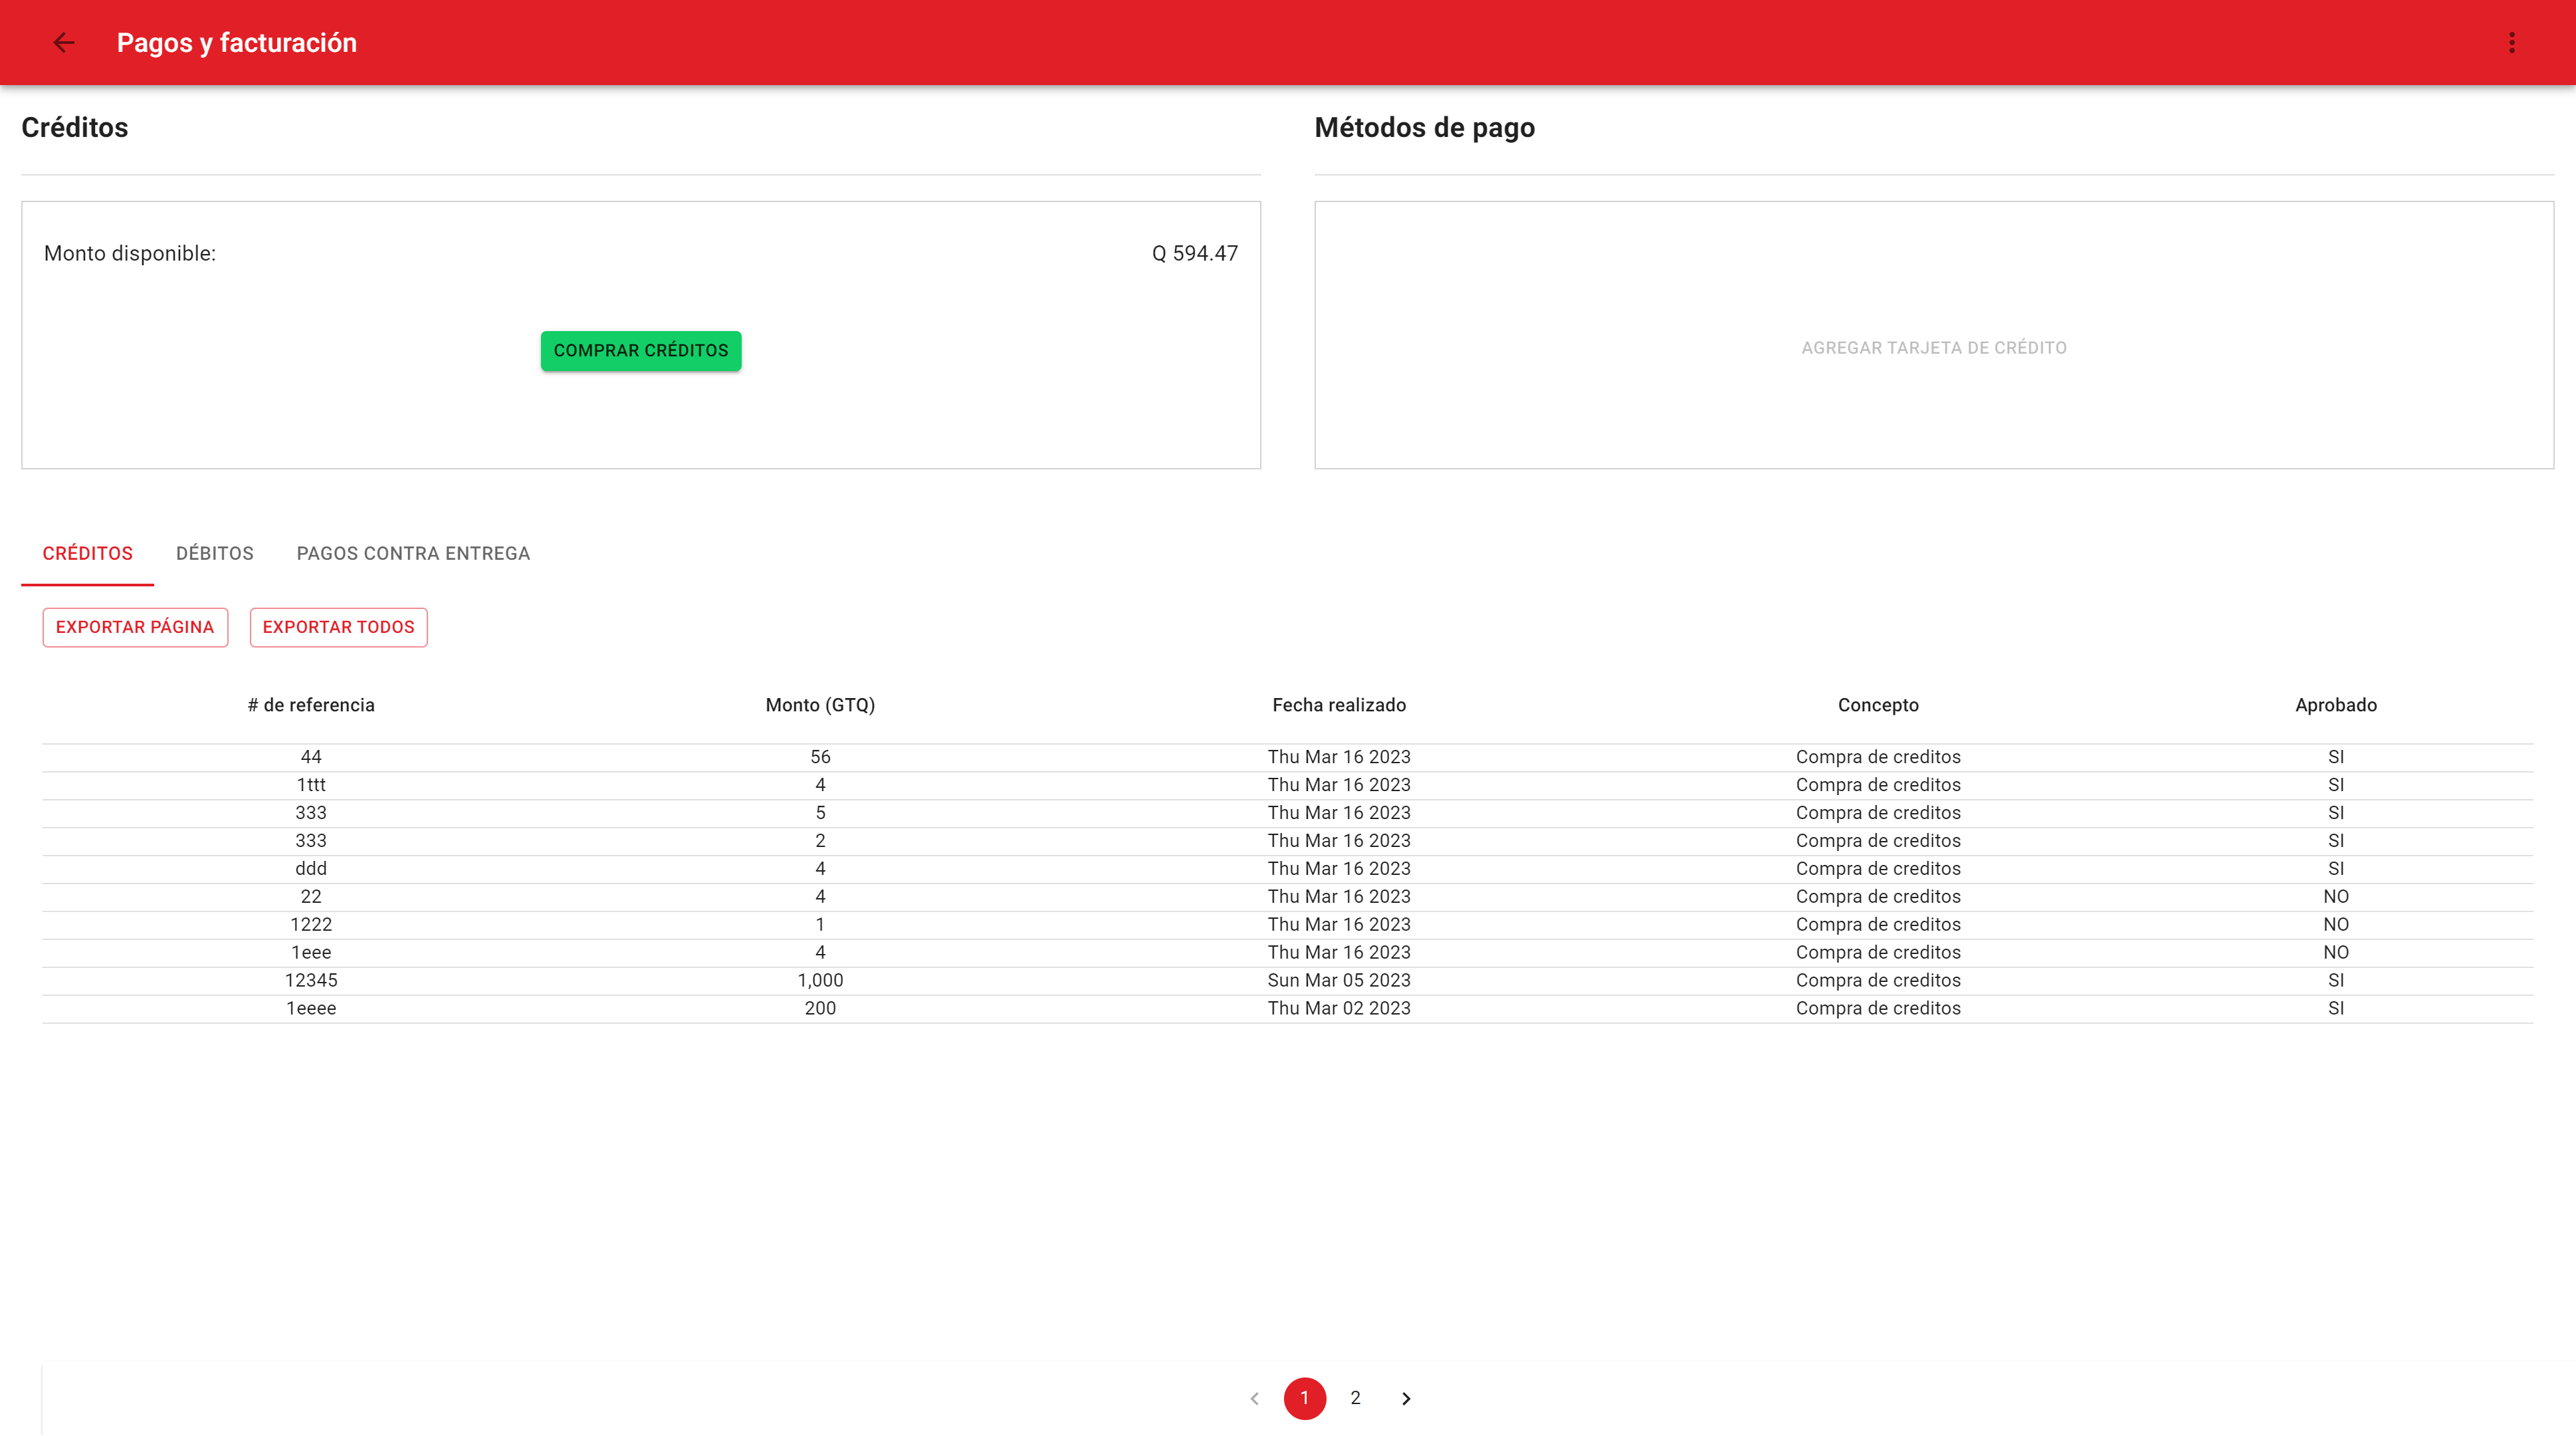 Pagos y facturación
Créditos
Métodos de pago
Monto disponible: Q 594.47
COMPRAR CRÉDITOS
AGREGAR TARJETA DE CRÉDITO
CRÉDITOS DÉBITOS PAGOS CONTRA ENTREGA
EXPORTAR PÁGINA EXPORTAR TODOS
# de referencia Monto (GTQ) Fecha realizado Concepto Aprobado
44 56 Thu Mar 16 2023 Compra de creditos SI
1ttt 4 Thu Mar 16 2023 Compra de creditos SI
333 5 Thu Mar 16 2023 Compra de creditos SI
333 2 Thu Mar 16 2023 Compra de creditos SI
ddd 4 Thu Mar 16 2023 Compra de creditos SI
22 4 Thu Mar 16 2023 Compra de creditos NO
1222 1 Thu Mar 16 2023 Compra de creditos NO
1eee 4 Thu Mar 16 2023 Compra de creditos NO
12345 1,000 Sun Mar 05 2023 Compra de creditos SI
1eeee 200 Thu Mar 02 2023 Compra de creditos SI
1 2